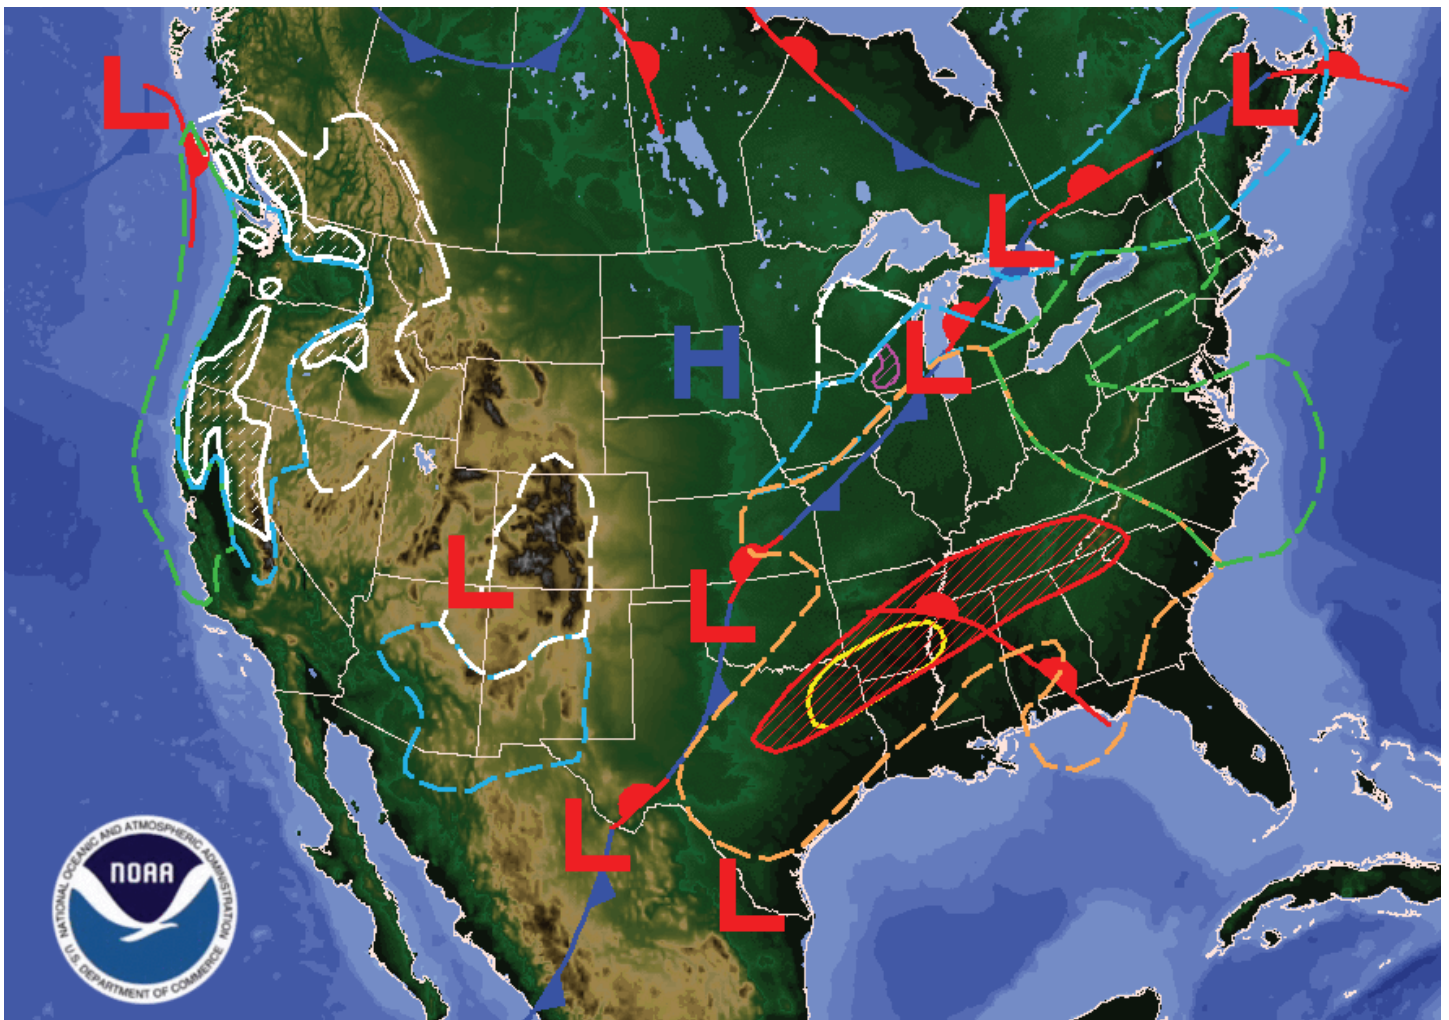 L
L
L
H
L
L
L
L
L
NOAA
NATIONAL OCEANIC AND ATMOSPHERIC ADMINISTRATION
U.S. DEPARTMENT OF COMMERCE